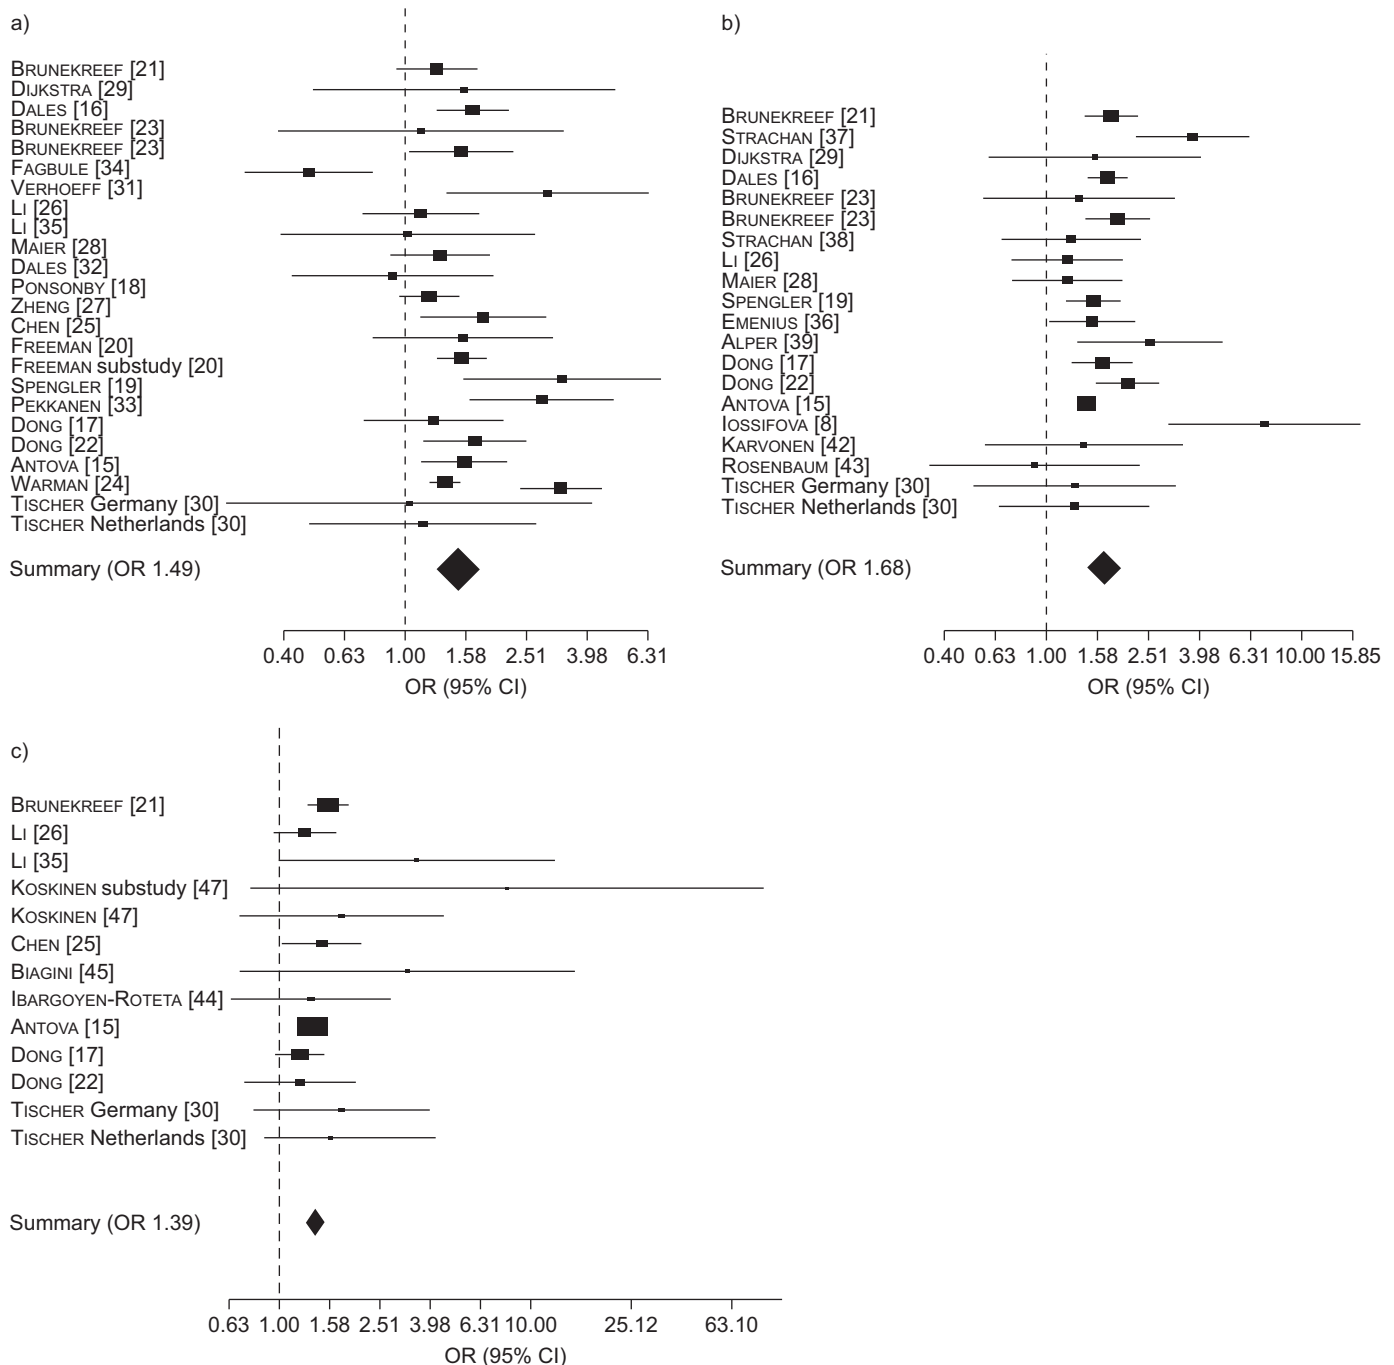 a)
BRUNEKREEF [21]
DIJKSTRA [29]
DALES [16]
BRUNEKREEF [23]
BRUNEKREEF [23]
FAGBULE [34]
VERHOEFF [31]
LI [26]
LI [35]
MAIER [28]
DALES [32]
PONSONBY [18]
ZHENG [27]
CHEN [25]
FREEMAN [20]
FREEMAN substudy [20]
SPENGLER [19]
PEKKANEN [33]
DONG [17]
DONG [22]
ANTOVA [15]
WARMAN [24]
TISCHER Germany [30]
TISCHER Netherlands [30]
Summary (OR 1.49)
0.40 0.63 1.00 1.58 2.51 3.98 6.31
OR (95% CI)
b)
BRUNEKREEF [21]
STRACHAN [37]
DIJKSTRA [29]
DALES [16]
BRUNEKREEF [23]
BRUNEKREEF [23]
STRACHAN [38]
LI [26]
MAIER [28]
SPENGLER [19]
EMENIUS [36]
ALPER [39]
DONG [17]
DONG [22]
ANTOVA [15]
IOSSIFOVA [8]
KARVONEN [42]
ROSENBAUM [43]
TISCHER Germany [30]
TISCHER Netherlands [30]
Summary (OR 1.68)
0.40 0.63 1.00 1.58 2.51 3.98 6.31 10.00 15.85
OR (95% CI)
c)
BRUNEKREEF [21]
LI [26]
LI [35]
KOSKINEN substudy [47]
KOSKINEN [47]
CHEN [25]
BIAGINI [45]
IBARGOYEN-ROTETA [44]
ANTOVA [15]
DONG [17]
DONG [22]
TISCHER Germany [30]
TISCHER Netherlands [30]
Summary (OR 1.39)
0.63 1.00 1.58 2.51 3.98 6.31 10.00 25.12 63.10
OR (95% CI)